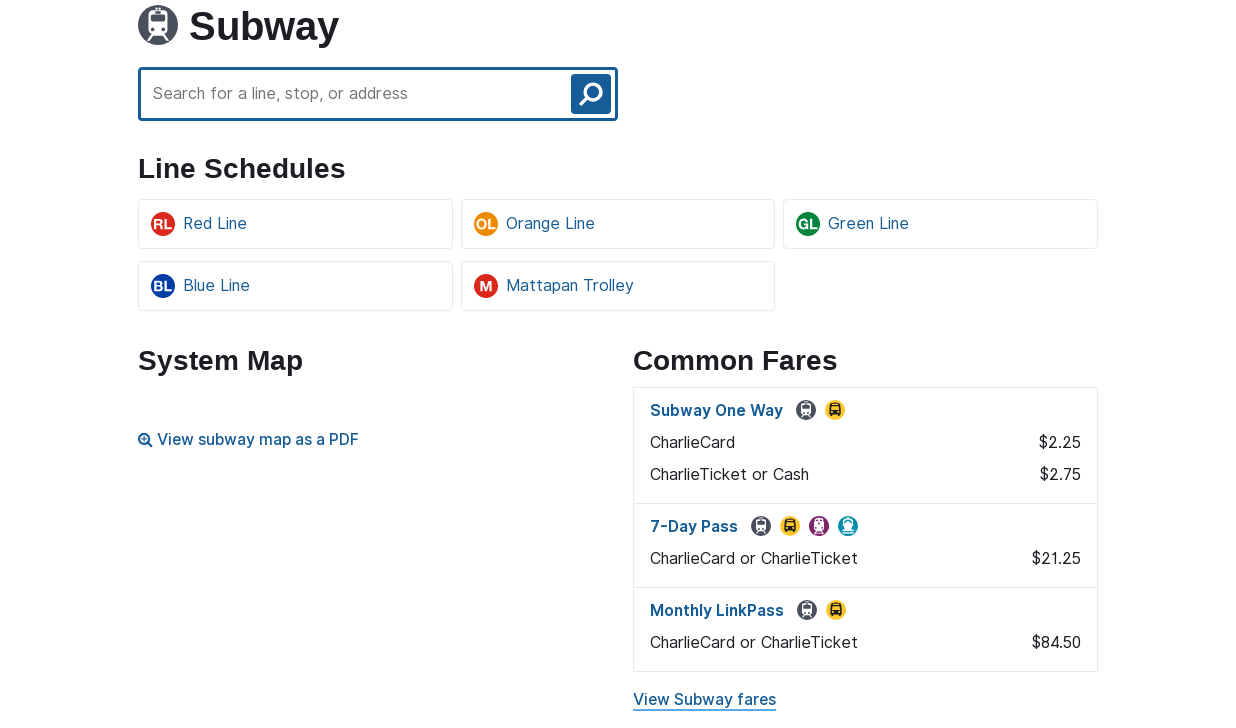 Subway
Search for a line, stop, or address
Line Schedules
RL Red Line
OL Orange Line
GL Green Line
BL Blue Line
M Mattapan Trolley
System Map
View subway map as a PDF
Common Fares
Subway One Way
CharlieCard $2.25
CharlieTicket or Cash $2.75
7-Day Pass
CharlieCard or CharlieTicket $21.25
Monthly LinkPass
CharlieCard or CharlieTicket $84.50
View Subway fares